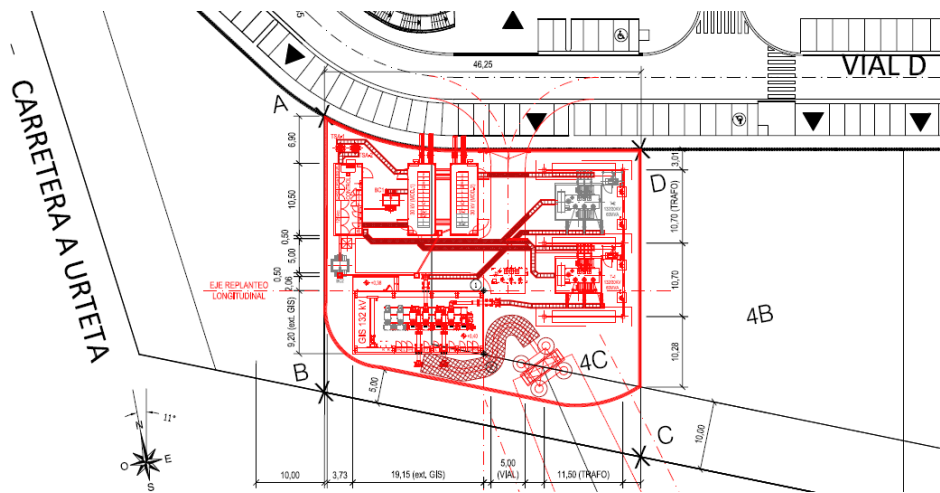 46,25
VIAL D
CARRETERA A URTETA
A
6,90
10,50
0,50
5,00
0,50
2,06
9,20 (ext. GIS)
3,01
D
10,70 (TRAFO)
10,70
10,28
EJE REPLANTEO
LONGITUDINAL
1
GIS 132 kV
4B
4C
B
5,00
C
10,00
11°
N
O
E
S
10,00
3,73
19,15 (ext. GIS)
5,00
(VIAL)
11,50 (TRAFO)